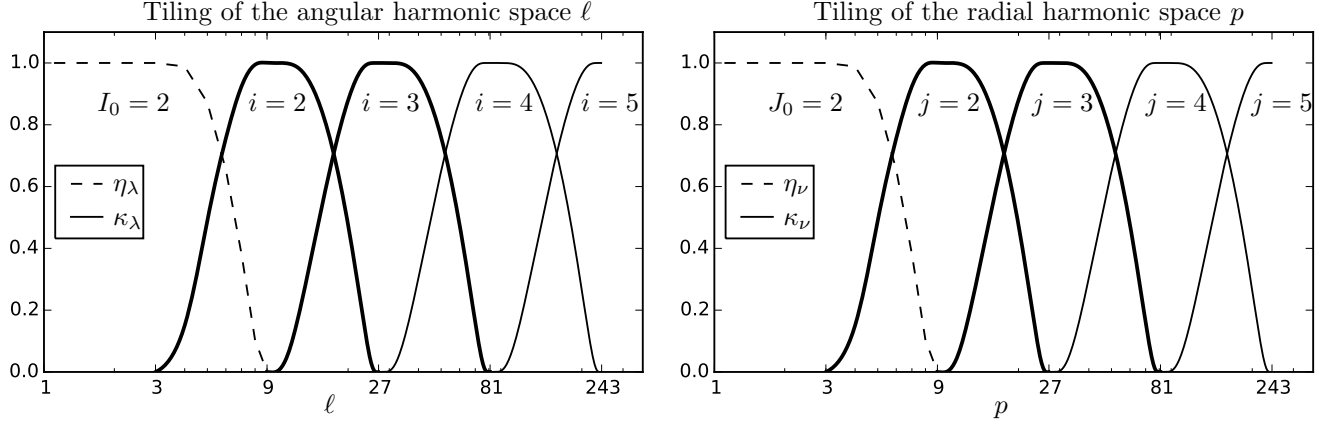 Tiling of the angular harmonic space ℓ
1.0
0.8
0.6
0.4
0.2
0.0
I₀ = 2
i = 2
i = 3
i = 4
i = 5
η_λ
κ_λ
1 3 9 27 81 243
ℓ
Tiling of the radial harmonic space p
1.0
0.8
0.6
0.4
0.2
0.0
J₀ = 2
j = 2
j = 3
j = 4
j = 5
η_ν
κ_ν
1 3 9 27 81 243
p